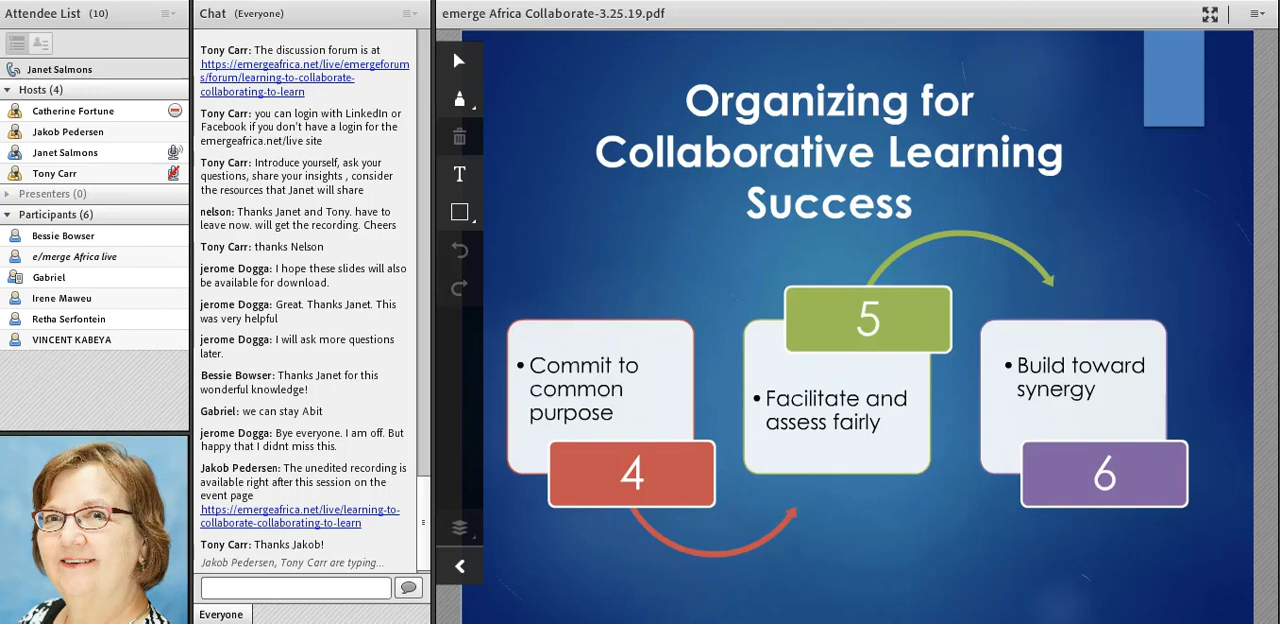 Attendee List (10)
Janet Salmons
Hosts (4)
Catherine Fortune
Jakob Pedersen
Janet Salmons
Tony Carr
Presenters (0)
Participants (6)
Bessie Bowser
e/merge Africa live
Gabriel
Irene Maweu
Retha Serfontein
VINCENT KABEYA
Chat (Everyone)
Tony Carr: The discussion forum is at
https://emergeafrica.net/live/emergeforum
s/forum/learning-to-collaborate-
collaborating-to-learn
Tony Carr: you can login with LinkedIn or
Facebook if you don't have a login for the
emergeafrica.net/live site
Tony Carr: Introduce yourself, ask your
questions, share your insights , consider
the resources that Janet will share
nelson: Thanks Janet and Tony. have to
leave now. will get the recording. Cheers
Tony Carr: thanks Nelson
jerome Dogga: I hope these slides will also
be available for download.
jerome Dogga: Great. Thanks Janet. This
was very helpful
jerome Dogga: I will ask more questions
later.
Bessie Bowser: Thanks Janet for this
wonderful knowledge!
Gabriel: we can stay Abit
jerome Dogga: Bye everyone. I am off. But
happy that I didnt miss this.
Jakob Pedersen: The unedited recording is
available right after this session on the
event page
https://emergeafrica.net/live/learning-to-
collaborate-collaborating-to-learn
Tony Carr: Thanks Jakob!
Jakob Pedersen, Tony Carr are typing...
Everyone
emerge Africa Collaborate-3.25.19.pdf
T
Organizing for
Collaborative Learning
Success
• Commit to
common
purpose
4
5
• Facilitate and
assess fairly
• Build toward
synergy
6